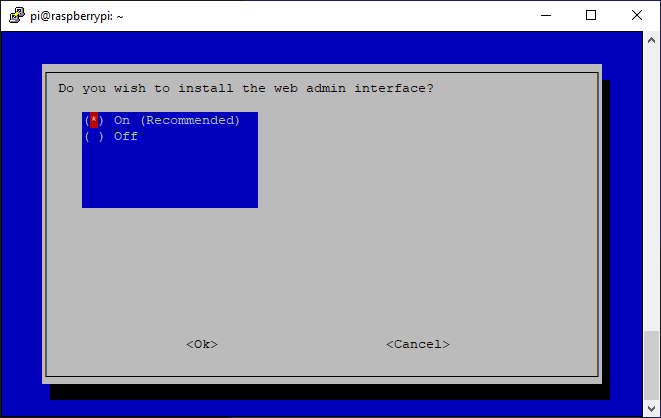 pi@raspberrypi: ~
Do you wish to install the web admin interface?
(*) On (Recommended)
( ) Off
<Ok> <Cancel>